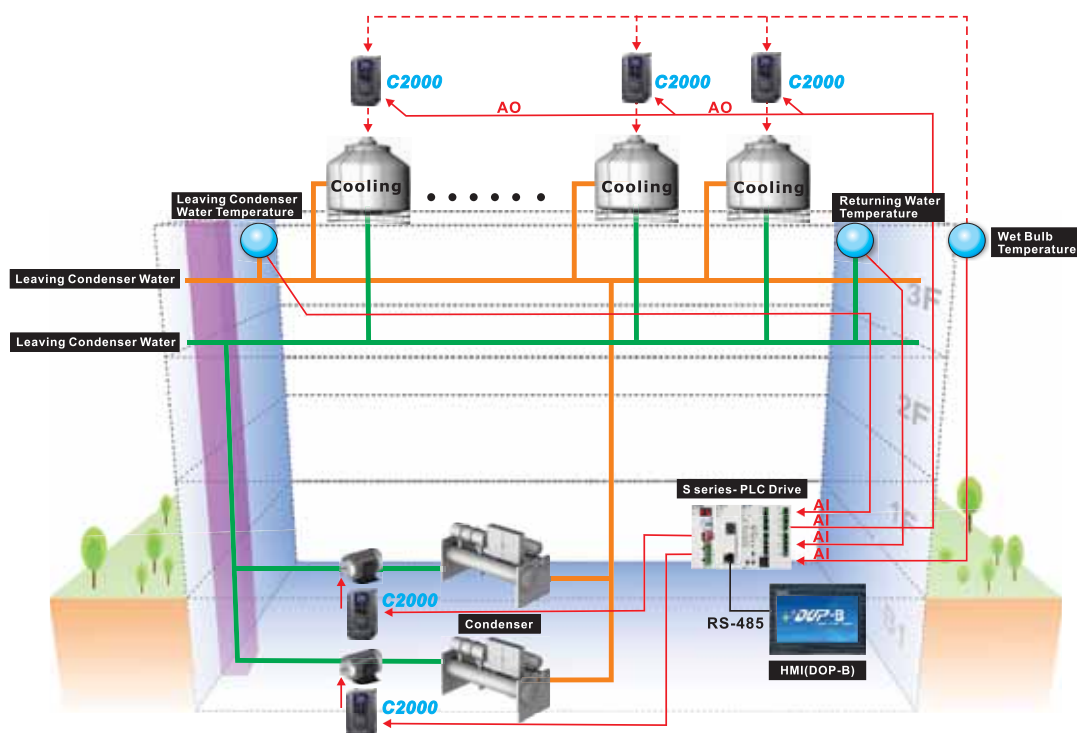 C2000
C2000
C2000
AO
AO
Cooling
Cooling
Cooling
Leaving Condenser
Water Temperature
Returning Water
Temperature
Wet Bulb
Temperature
Leaving Condenser Water
3F
Leaving Condenser Water
2F
S series- PLC Drive
AI
AI
1F
AI
AI
C2000
Condenser
RS-485
DOP-B
B1
HMI(DOP-B)
C2000